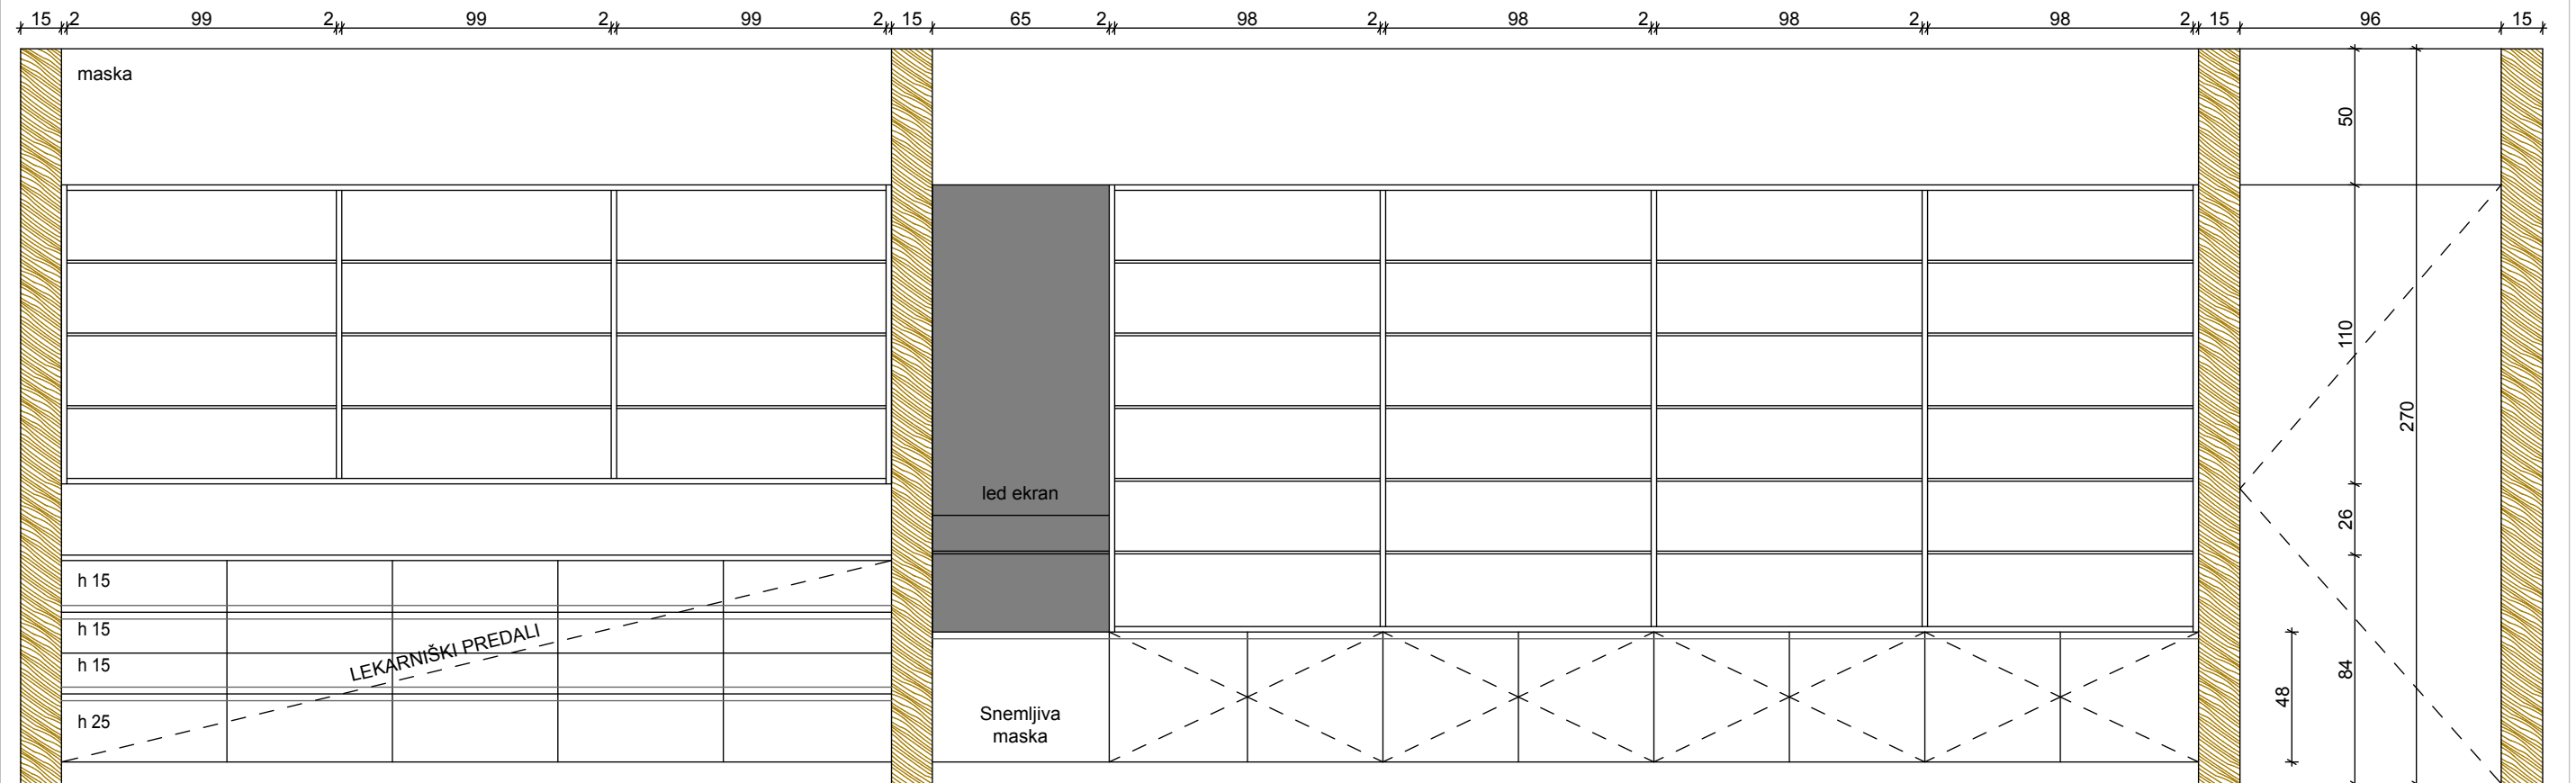 15 2 99 2 99 2 99 2 15 65 2 98 2 98 2 98 2 98 2 15 96 15
maska
50
110
270
led ekran
26
h 15
h 15
LEKARNIŠKI PREDALI
h 15
84
48
h 25
Snemljiva
maska